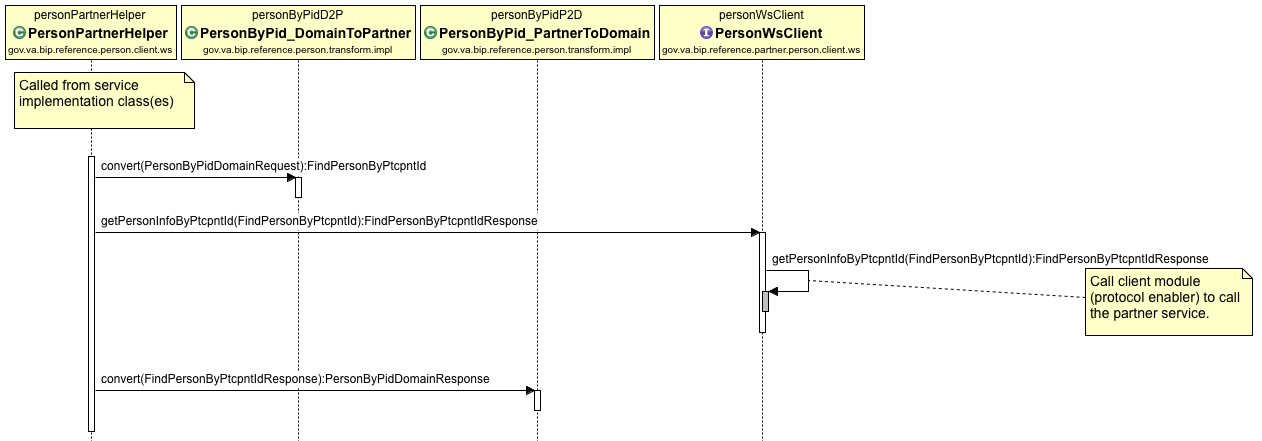 personPartnerHelper
C PersonPartnerHelper
gov.va.bip.reference.person.client.ws
personByPidD2P
C PersonByPid_DomainToPartner
gov.va.bip.reference.person.transform.impl
personByPidP2D
C PersonByPid_PartnerToDomain
gov.va.bip.reference.person.transform.impl
personWsClient
I PersonWsClient
gov.va.bip.reference.partner.person.client.ws
Called from service
implementation class(es)
convert(PersonByPidDomainRequest):FindPersonByPtcpntId
getPersonInfoByPtcpntId(FindPersonByPtcpntId):FindPersonByPtcpntIdResponse
getPersonInfoByPtcpntId(FindPersonByPtcpntId):FindPersonByPtcpntIdResponse
Call client module
(protocol enabler) to call
the partner service.
convert(FindPersonByPtcpntIdResponse):PersonByPidDomainResponse